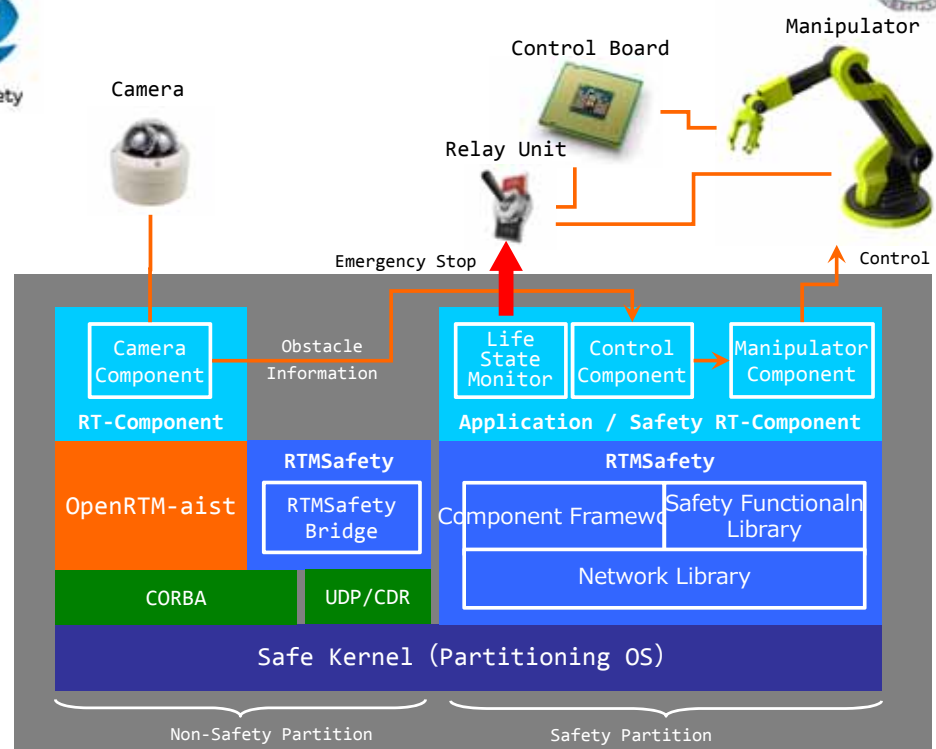 Manipulator
Control Board
ety
Camera
Relay Unit
Emergency Stop
Control
Camera
Component
Obstacle
Information
Life
State
Monitor
Control
Component
Manipulator
Component
RT-Component
Application / Safety RT-Component
RTMSafety
RTMSafety
OpenRTM-aist
RTMSafety
Bridge
Component Framewo
Safety Functionaln
Library
Network Library
CORBA
UDP/CDR
Safe Kernel (Partitioning OS)
Non-Safety Partition
Safety Partition